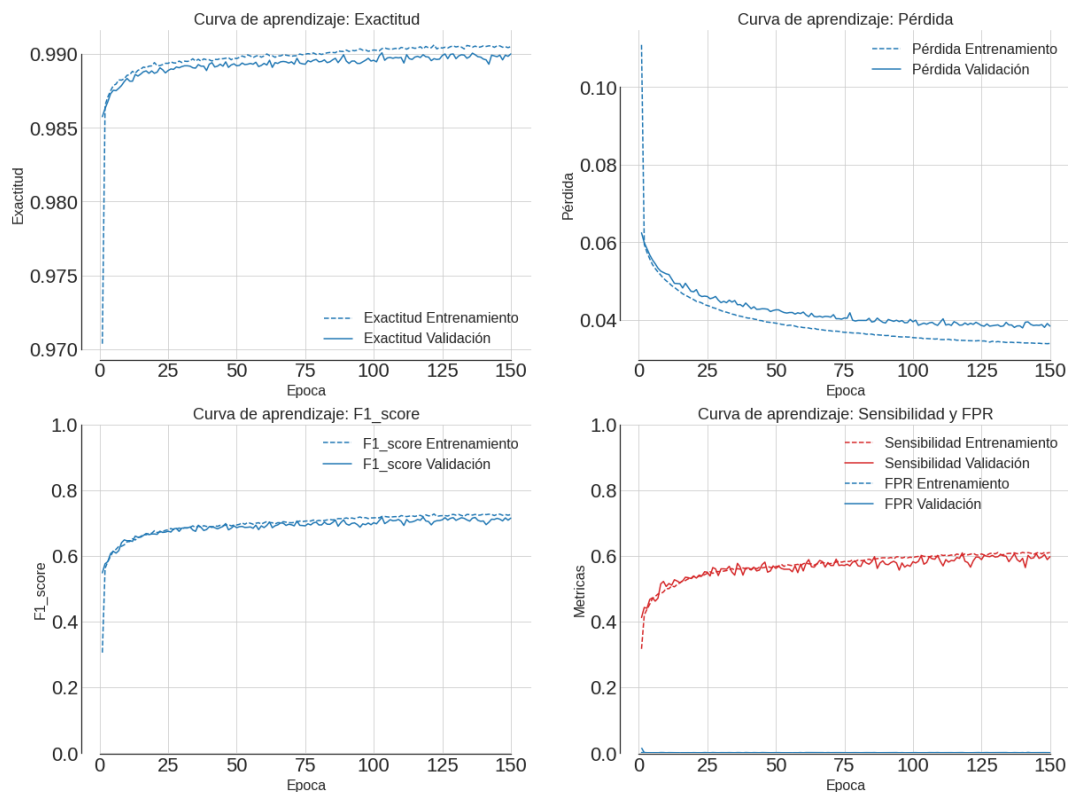 Curva de aprendizaje: Exactitud
0.990
0.985
0.980
0.975
0.970
Exactitud
Exactitud Entrenamiento
Exactitud Validación
0 25 50 75 100 125 150
Epoca
Curva de aprendizaje: Pérdida
0.10
0.08
0.06
0.04
Pérdida
Pérdida Entrenamiento
Pérdida Validación
0 25 50 75 100 125 150
Epoca
Curva de aprendizaje: F1_score
1.0
0.8
0.6
0.4
0.2
0.0
F1_score
F1_score Entrenamiento
F1_score Validación
0 25 50 75 100 125 150
Epoca
Curva de aprendizaje: Sensibilidad y FPR
1.0
0.8
0.6
0.4
0.2
0.0
Metricas
Sensibilidad Entrenamiento
Sensibilidad Validación
FPR Entrenamiento
FPR Validación
0 25 50 75 100 125 150
Epoca